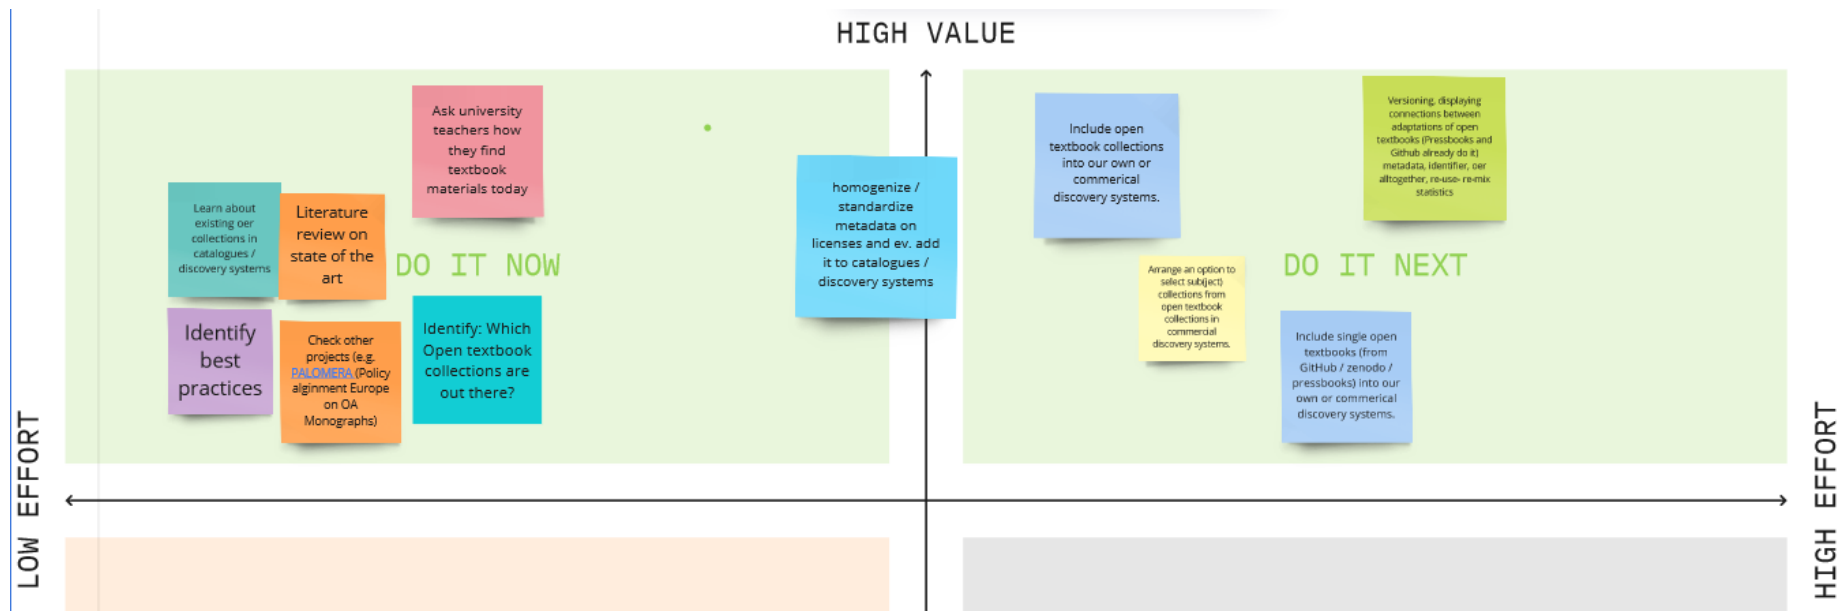 HIGH VALUE
Ask university
teachers how
they find
textbook
materials today
Learn about
existing oer
collections in
catalogues /
discovery systems
Literature
review on
state of the
art
DO IT NOW
Identify
best
practices
Check other
projects (e.g.
PALOMERA (Policy
alginment Europe
on OA
Monographs)
Identify: Which
Open textbook
collections are
out there?
homogenize /
standardize
metadata on
licenses and ev. add
it to catalogues /
discovery systems
Include open
textbook collections
into our own or
commerical
discovery systems.
Versioning, displaying
connections between
adaptations of open
textbooks (Pressbooks and
Github already do it)
metadata, identifier, oer
alltogether, re-use- re-mix
statistics
DO IT NEXT
Arrange an option to
select sub(ject)
collections from
open textbook
collections in
commercial
discovery systems.
Include single open
textbooks (from
GitHub / zenodo /
pressbooks) into our
own or commerical
discovery systems.
LOW EFFORT
HIGH EFFORT